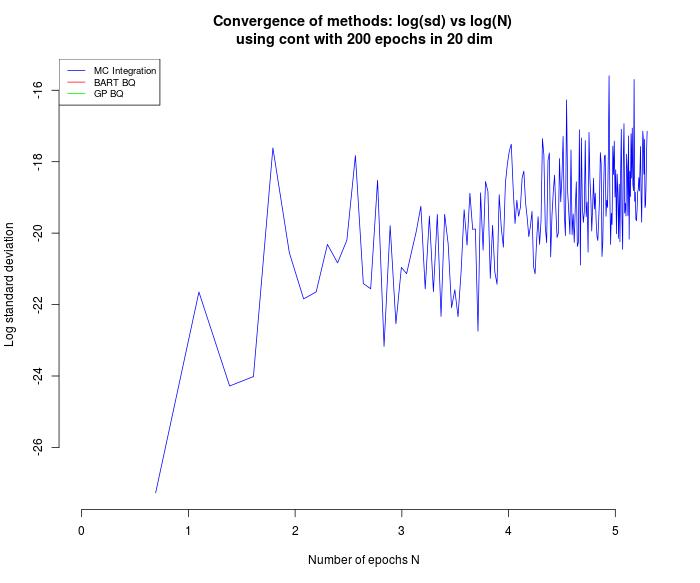 Convergence of methods: log(sd) vs log(N)
using cont with 200 epochs in 20 dim
MC Integration
BART BQ
GP BQ
Log standard deviation
-16
-18
-20
-22
-24
-26
0 1 2 3 4 5
Number of epochs N